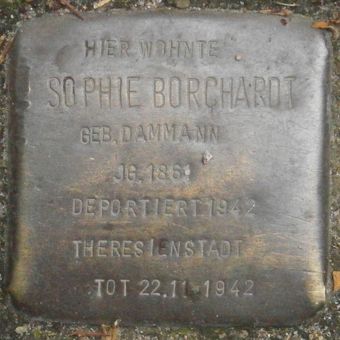 HIER WOHNTE
SOPHIE BORCHARDT
GEB. DAMMANN
JG.
DEPORTIERT 1942
THERESIENSTADT
TOT 22.11.1942